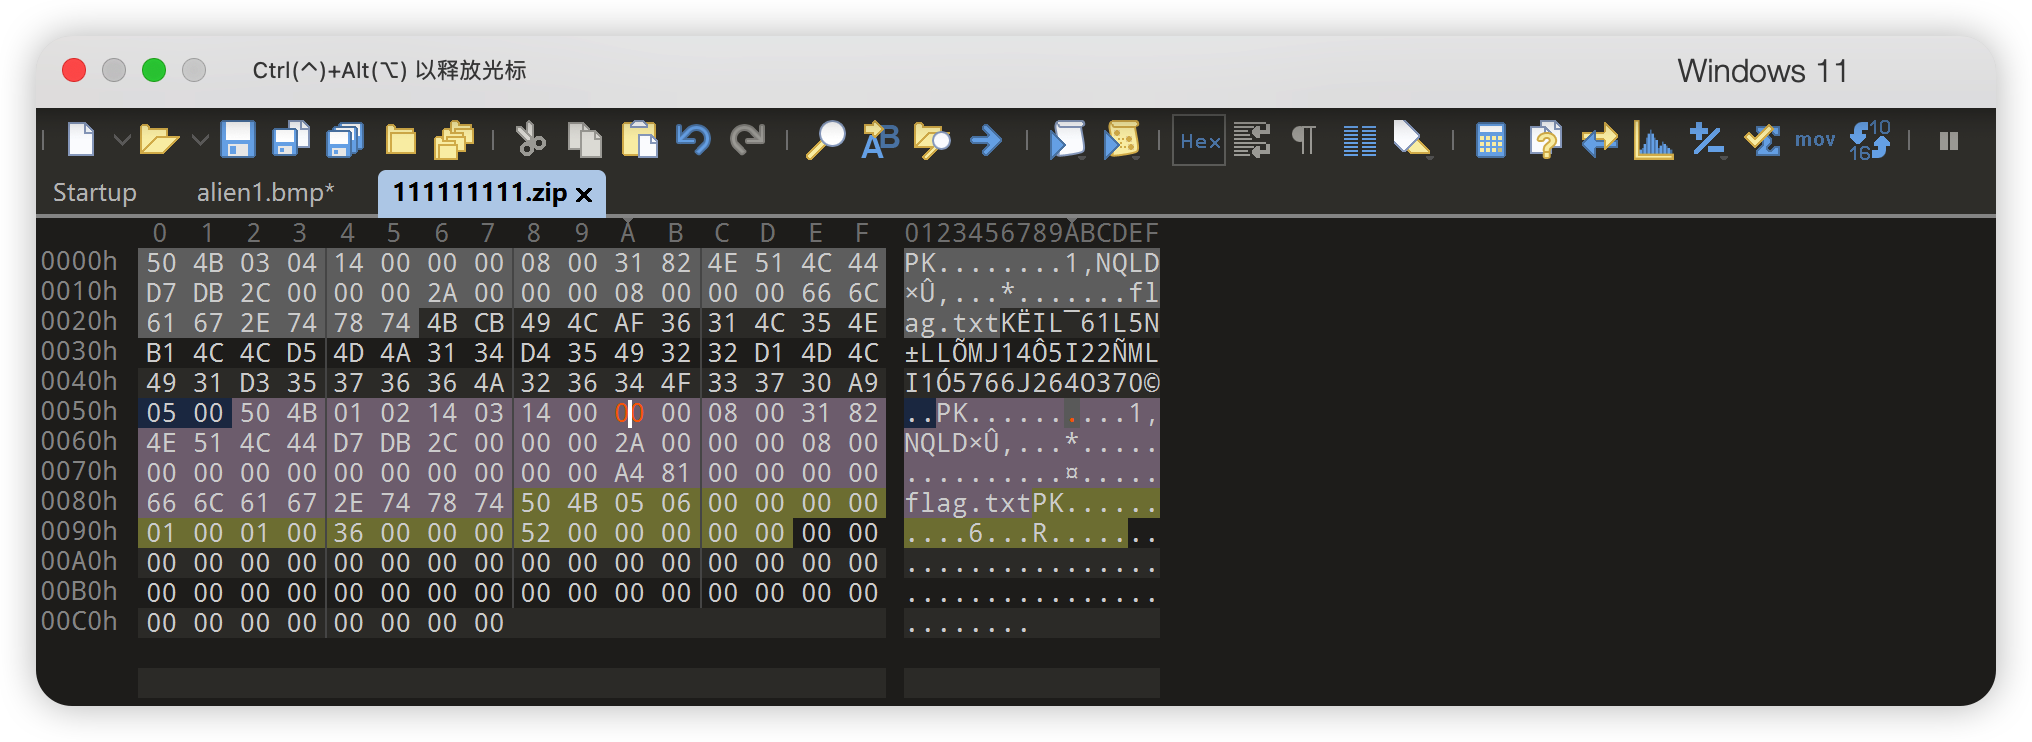 Ctrl(^)+Alt(⌥) 以释放光标
Windows 11
Hex
mov
10
16
Startup
alien1.bmp*
111111111.zip ×
0 1 2 3 4 5 6 7 8 9 A B C D E F 0123456789ABCDEF
0000h 50 4B 03 04 14 00 00 00 08 00 31 82 4E 51 4C 44 PK........1‚NQLD
0010h D7 DB 2C 00 00 00 2A 00 00 00 08 00 00 00 66 6C ×Û,...*.......fl
0020h 61 67 2E 74 78 74 4B CB 49 4C AF 36 31 4C 35 4E ag.txtKËIL¯61L5N
0030h B1 4C 4C D5 4D 4A 31 34 D4 35 49 32 32 D1 4D 4C ±LLÕMJ14Ô5I22ÑML
0040h 49 31 D3 35 37 36 36 4A 32 36 34 4F 33 37 30 A9 I1Ó5766J264O370©
0050h 05 00 50 4B 01 02 14 03 14 00 00 00 08 00 31 82 ..PK..........1‚
0060h 4E 51 4C 44 D7 DB 2C 00 00 00 2A 00 00 00 08 00 NQLD×Û,...*.....
0070h 00 00 00 00 00 00 00 00 00 00 A4 81 00 00 00 00 ..........¤.....
0080h 66 6C 61 67 2E 74 78 74 50 4B 05 06 00 00 00 00 flag.txtPK......
0090h 01 00 01 00 36 00 00 00 52 00 00 00 00 00 00 00 ....6...R.......
00A0h 00 00 00 00 00 00 00 00 00 00 00 00 00 00 00 00 ................
00B0h 00 00 00 00 00 00 00 00 00 00 00 00 00 00 00 00 ................
00C0h 00 00 00 00 00 00 00 00 ........